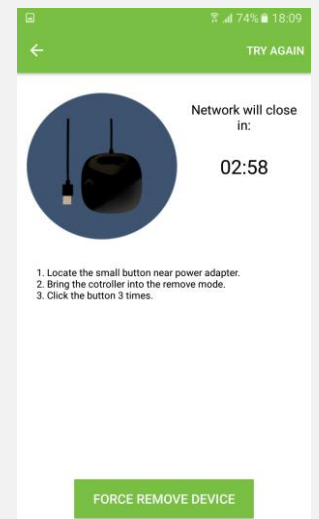 74% 18:09
TRY AGAIN
Network will close
in:
02:58
1. Locate the small button near power adapter.
2. Bring the cotroller into the remove mode.
3. Click the button 3 times.
FORCE REMOVE DEVICE